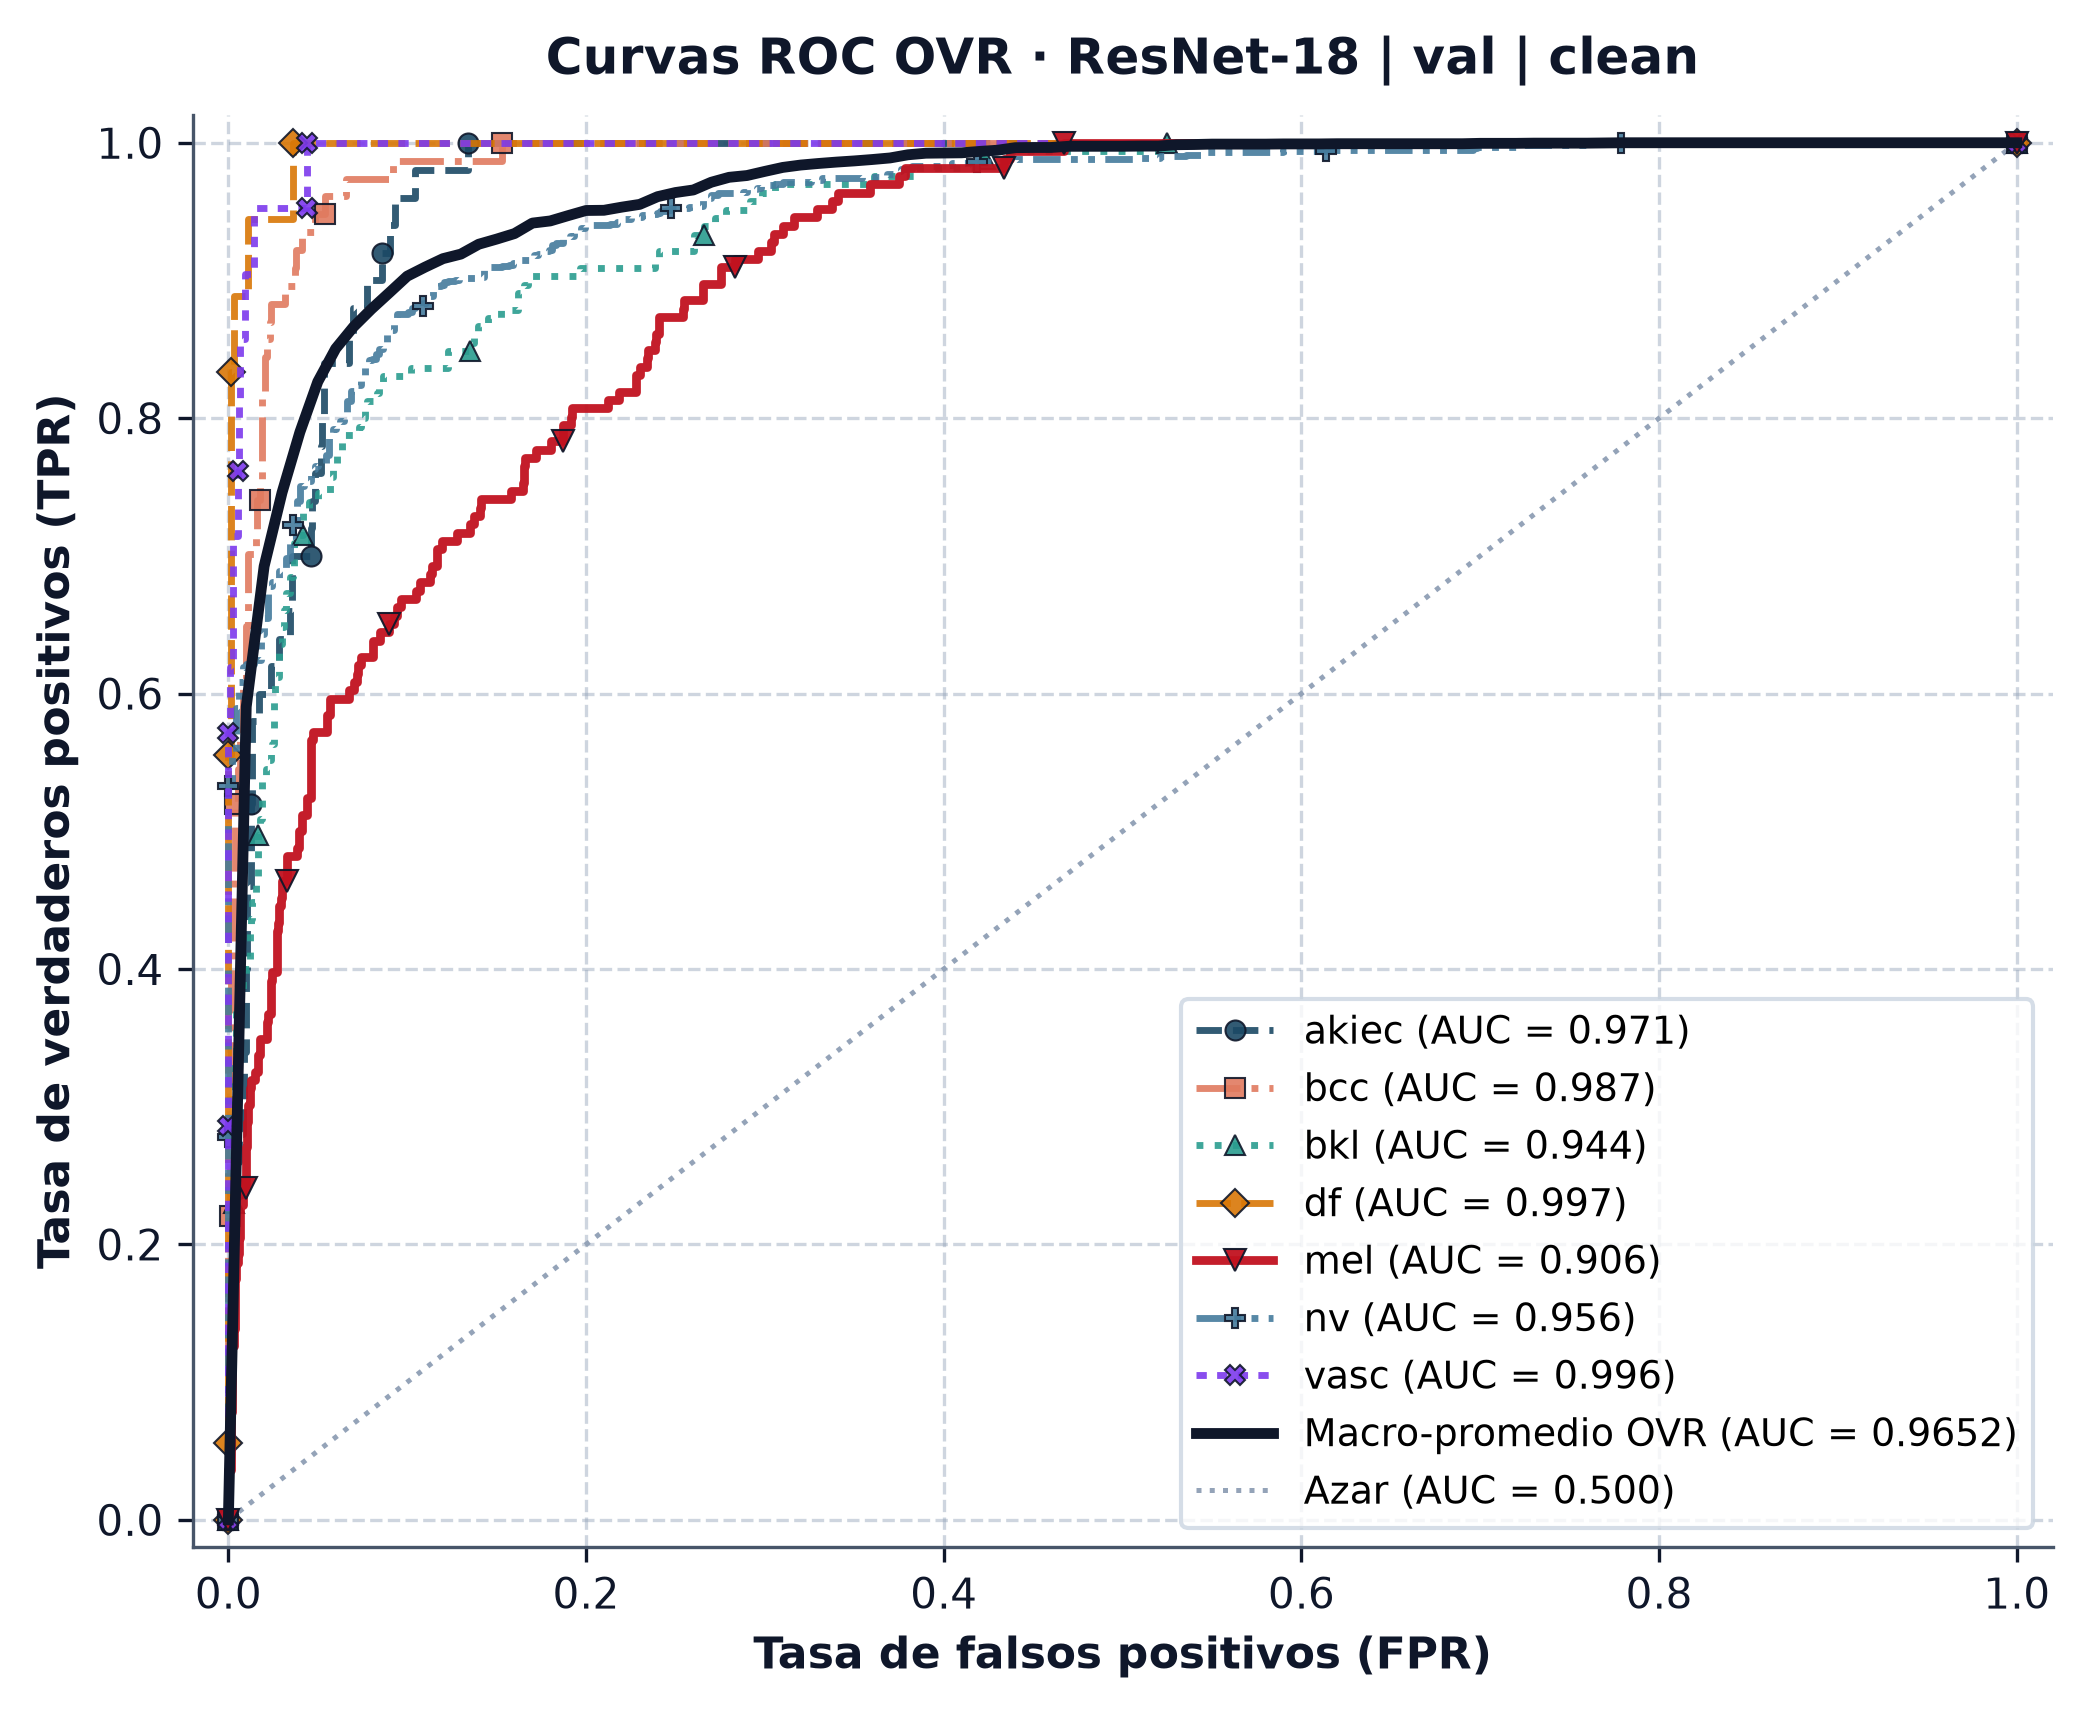 Curvas ROC OVR · ResNet-18 | val | clean
Tasa de verdaderos positivos (TPR)
1.0
0.8
0.6
0.4
0.2
0.0
akiec (AUC = 0.971)
bcc (AUC = 0.987)
bkl (AUC = 0.944)
df (AUC = 0.997)
mel (AUC = 0.906)
nv (AUC = 0.956)
vasc (AUC = 0.996)
Macro-promedio OVR (AUC = 0.9652)
Azar (AUC = 0.500)
0.0 0.2 0.4 0.6 0.8 1.0
Tasa de falsos positivos (FPR)